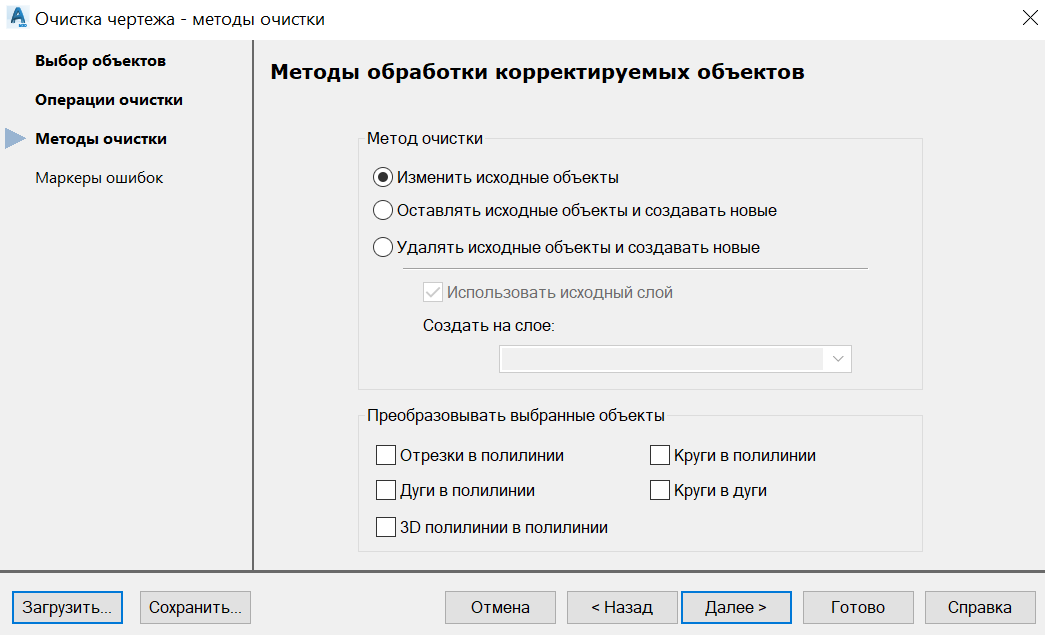 Очистка чертежа - методы очистки
Выбор объектов
Операции очистки
Методы очистки
Маркеры ошибок
Методы обработки корректируемых объектов
Метод очистки
Изменить исходные объекты
Оставлять исходные объекты и создавать новые
Удалять исходные объекты и создавать новые
Использовать исходный слой
Создать на слое:
Преобразовывать выбранные объекты
Отрезки в полилинии
Круги в полилинии
Дуги в полилинии
Круги в дуги
3D полилинии в полилинии
Загрузить...
Сохранить...
Отмена
< Назад
Далее >
Готово
Справка